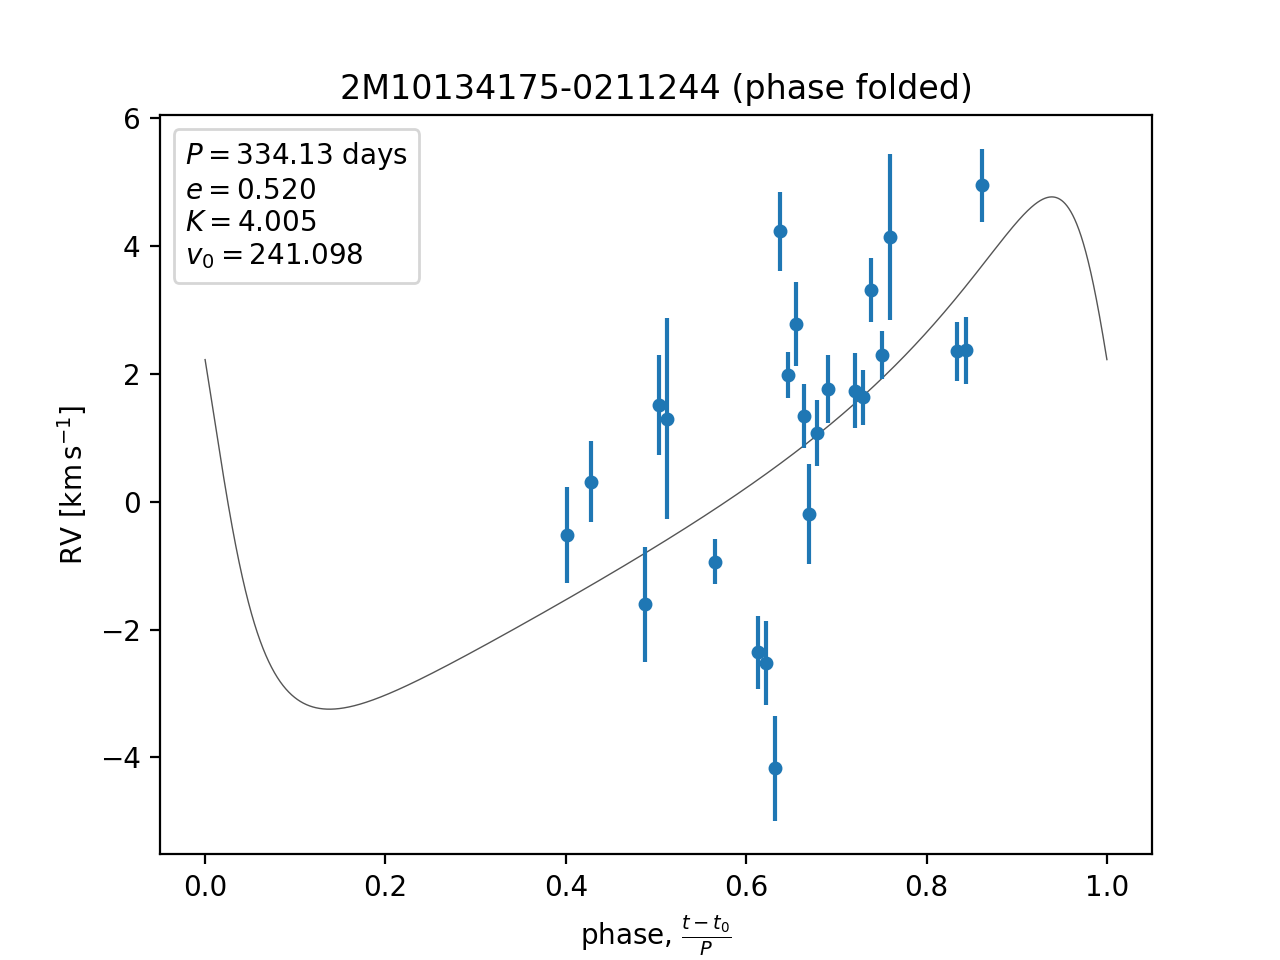 2M10134175-0211244 (phase folded)
P = 334.13 days
e = 0.520
K = 4.005
v₀ = 241.098
6
4
2
0
−2
−4
RV [km s⁻¹]
0.0 0.2 0.4 0.6 0.8 1.0
phase, (t − t₀)/P